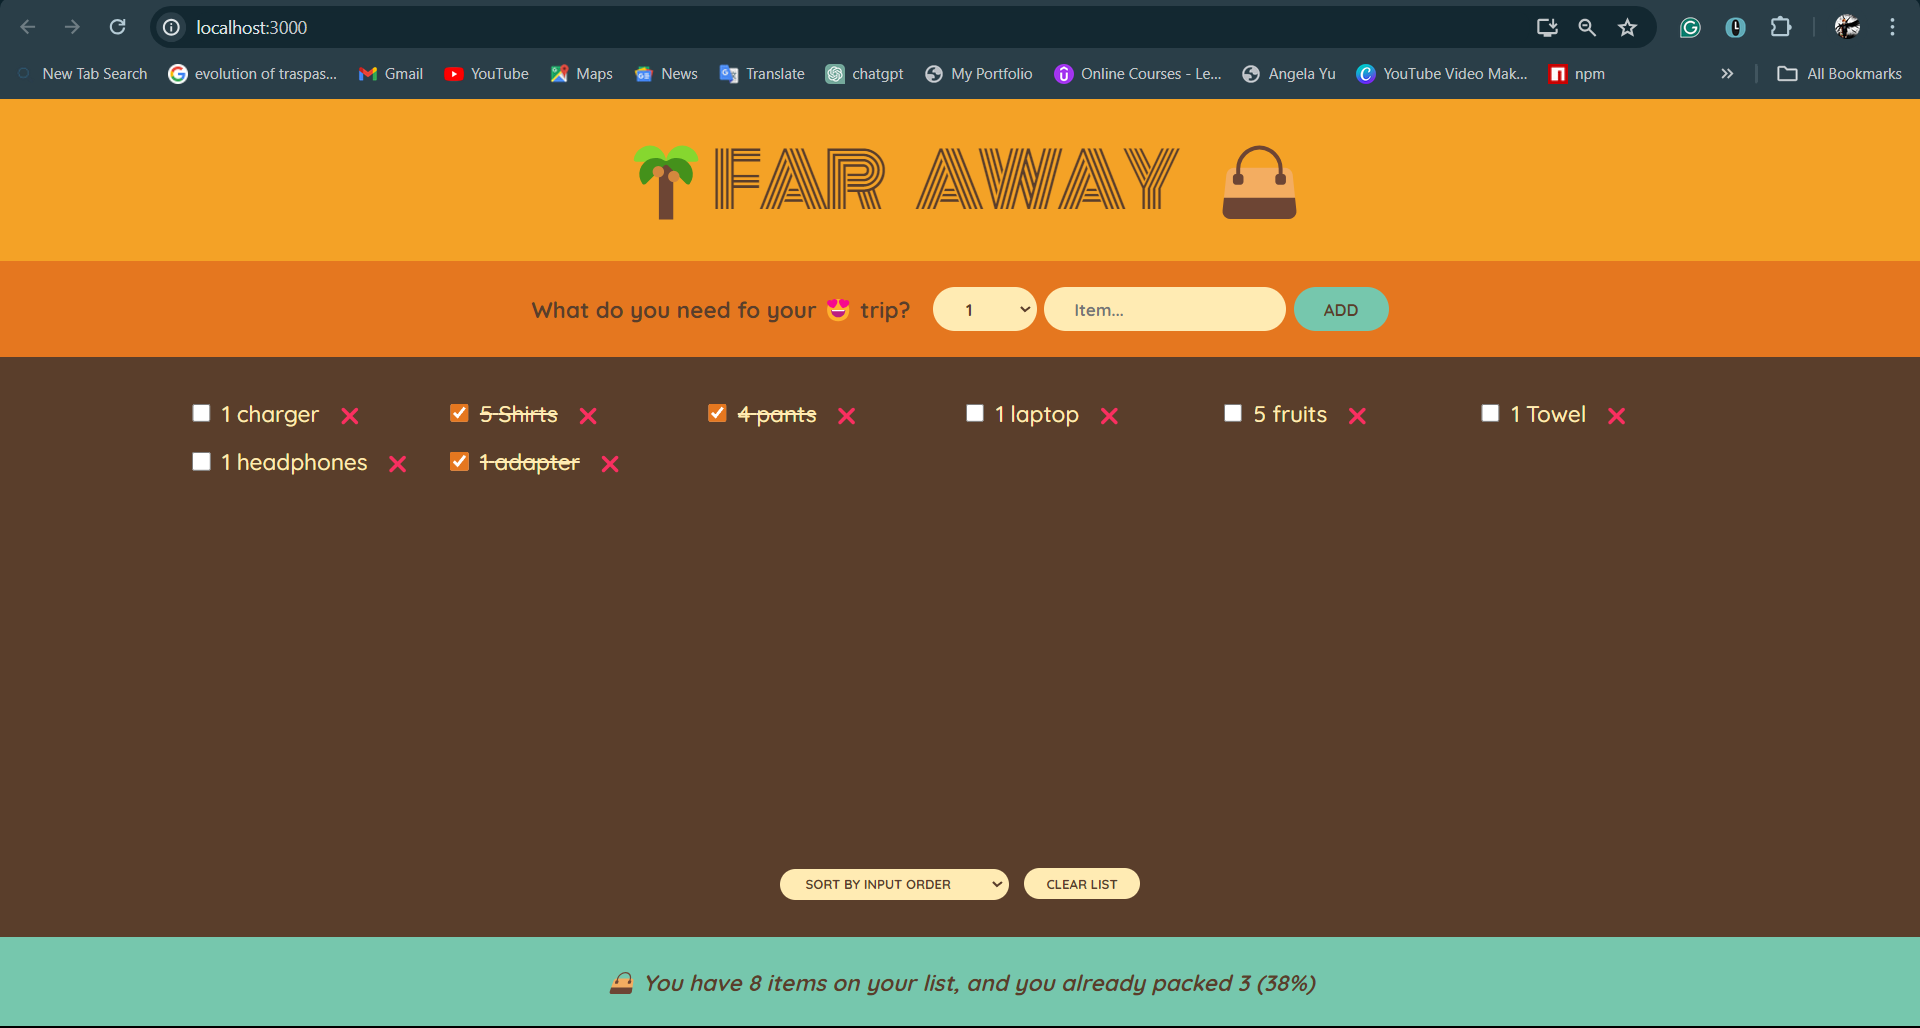 localhost:3000
New Tab Search evolution of traspas... Gmail YouTube Maps News Translate chatgpt My Portfolio Online Courses - Le... Angela Yu YouTube Video Mak... npm All Bookmarks
FAR AWAY
What do you need fo your 😍 trip? 1 Item... ADD
1 charger 5 Shirts 4 pants 1 laptop 5 fruits 1 Towel
1 headphones 1 adapter
SORT BY INPUT ORDER CLEAR LIST
You have 8 items on your list, and you already packed 3 (38%)